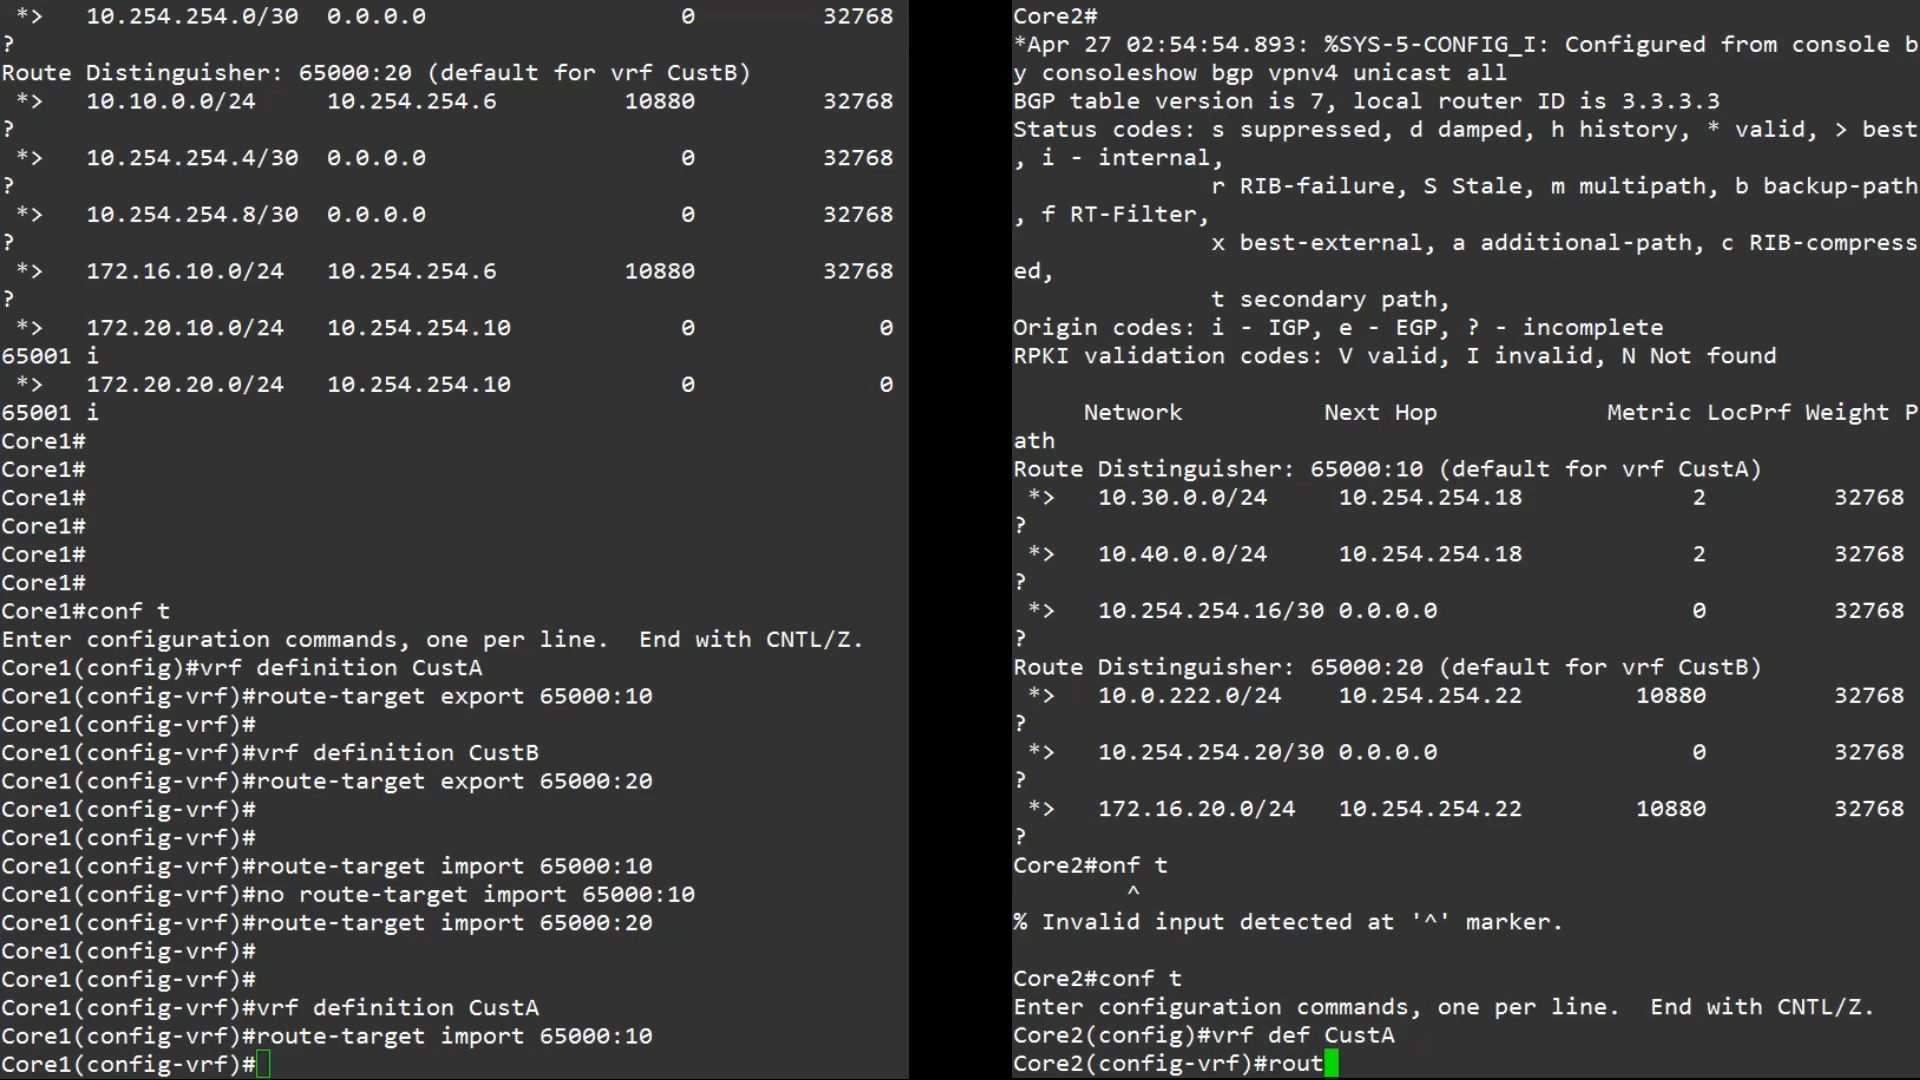 *>   10.254.254.0/30  0.0.0.0                  0         32768
?
Route Distinguisher: 65000:20 (default for vrf CustB)
*>   10.10.0.0/24     10.254.254.6         10880         32768
?
*>   10.254.254.4/30  0.0.0.0                  0         32768
?
*>   10.254.254.8/30  0.0.0.0                  0         32768
?
*>   172.16.10.0/24   10.254.254.6         10880         32768
?
*>   172.20.10.0/24   10.254.254.10            0             0
65001 i
*>   172.20.20.0/24   10.254.254.10            0             0
65001 i
Core1#
Core1#
Core1#
Core1#
Core1#
Core1#
Core1#conf t
Enter configuration commands, one per line.  End with CNTL/Z.
Core1(config)#vrf definition CustA
Core1(config-vrf)#route-target export 65000:10
Core1(config-vrf)#
Core1(config-vrf)#vrf definition CustB
Core1(config-vrf)#route-target export 65000:20
Core1(config-vrf)#
Core1(config-vrf)#
Core1(config-vrf)#route-target import 65000:10
Core1(config-vrf)#no route-target import 65000:10
Core1(config-vrf)#route-target import 65000:20
Core1(config-vrf)#
Core1(config-vrf)#
Core1(config-vrf)#vrf definition CustA
Core1(config-vrf)#route-target import 65000:10
Core1(config-vrf)#
Core2#
*Apr 27 02:54:54.893: %SYS-5-CONFIG_I: Configured from console b
y consoleshow bgp vpnv4 unicast all
BGP table version is 7, local router ID is 3.3.3.3
Status codes: s suppressed, d damped, h history, * valid, > best
, i - internal,
r RIB-failure, S Stale, m multipath, b backup-path
, f RT-Filter,
x best-external, a additional-path, c RIB-compress
ed,
t secondary path,
Origin codes: i - IGP, e - EGP, ? - incomplete
RPKI validation codes: V valid, I invalid, N Not found
Network          Next Hop            Metric LocPrf Weight P
ath
Route Distinguisher: 65000:10 (default for vrf CustA)
*>   10.30.0.0/24     10.254.254.18            2         32768
?
*>   10.40.0.0/24     10.254.254.18            2         32768
?
*>   10.254.254.16/30 0.0.0.0                  0         32768
?
Route Distinguisher: 65000:20 (default for vrf CustB)
*>   10.0.222.0/24    10.254.254.22        10880         32768
?
*>   10.254.254.20/30 0.0.0.0                  0         32768
?
*>   172.16.20.0/24   10.254.254.22        10880         32768
?
Core2#onf t
^
% Invalid input detected at '^' marker.
Core2#conf t
Enter configuration commands, one per line.  End with CNTL/Z.
Core2(config)#vrf def CustA
Core2(config-vrf)#rout